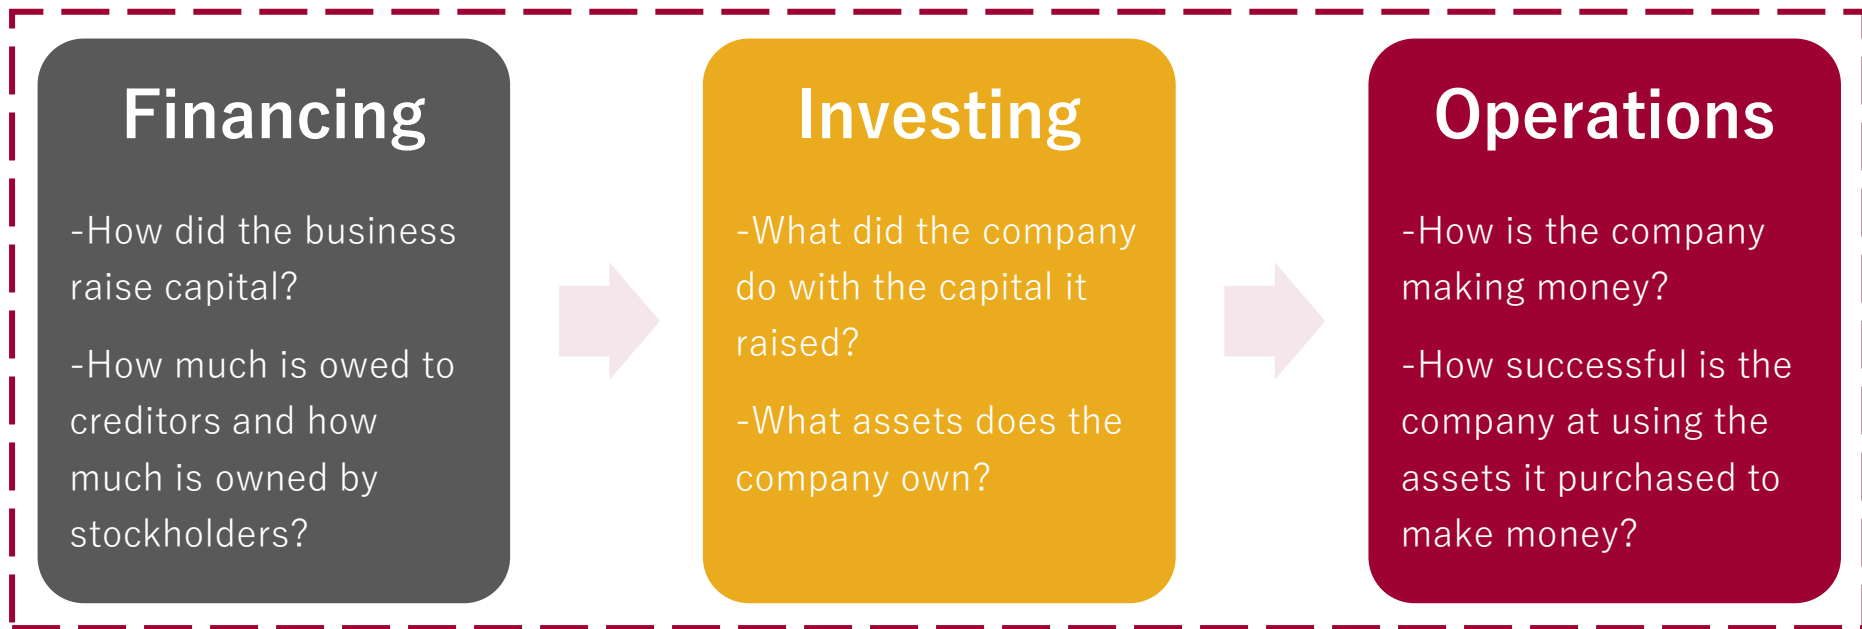 Financing
-How did the business
raise capital?
-How much is owed to
creditors and how
much is owned by
stockholders?
Investing
-What did the company
do with the capital it
raised?
-What assets does the
company own?
Operations
-How is the company
making money?
-How successful is the
company at using the
assets it purchased to
make money?